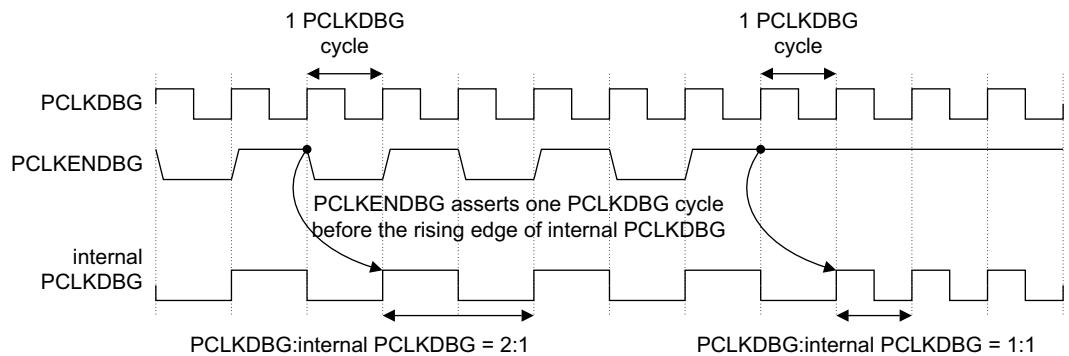 1 PCLKDBG
cycle
1 PCLKDBG
cycle
PCLKDBG
PCLKENDBG
PCLKENDBG asserts one PCLKDBG cycle
before the rising edge of internal PCLKDBG
internal
PCLKDBG
PCLKDBG:internal PCLKDBG = 2:1
PCLKDBG:internal PCLKDBG = 1:1